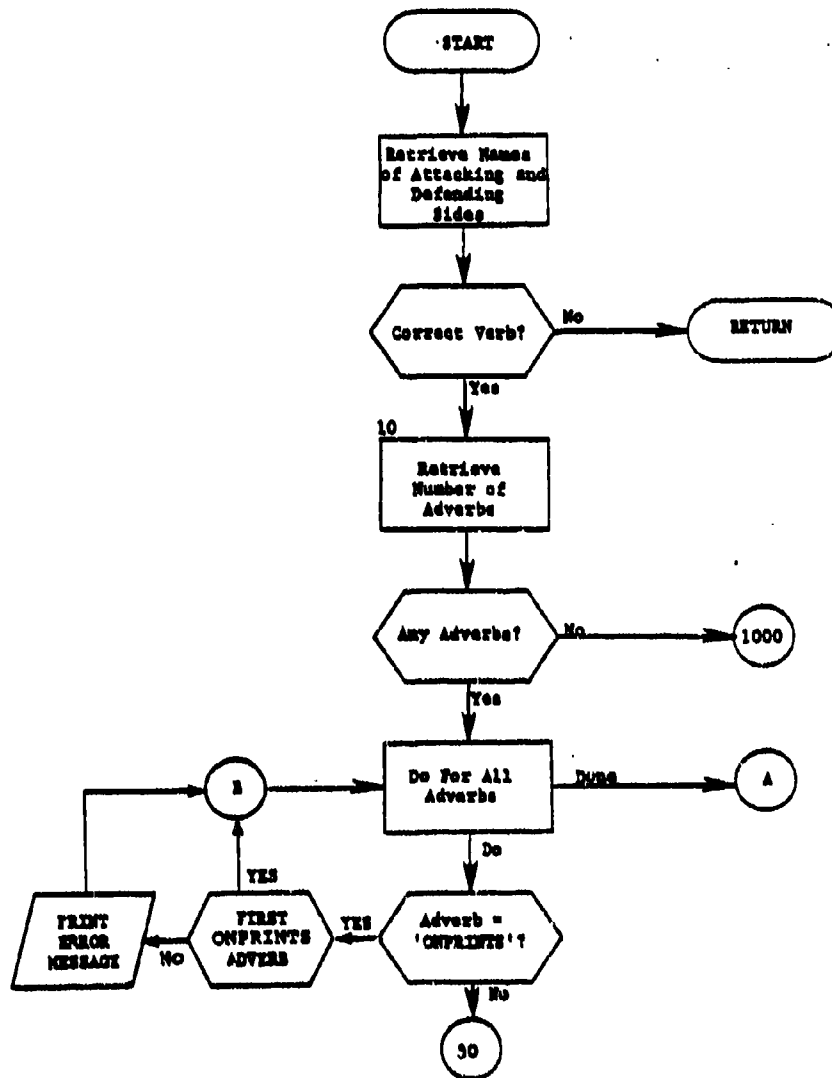 START
Retrieve Names
of Attacking and
Defending
Sides
Correct Verb?
No
RETURN
Yes
10
Retrieve
Number of
Adverbs
Any Adverbs?
No
1000
Yes
B
Do For All
Adverbs
Done
A
Do
YES
PRINT
ERROR
MESSAGE
NO
FIRST
ONPRINTS
ADVERB
YES
Adverb =
'ONPRINTS'?
No